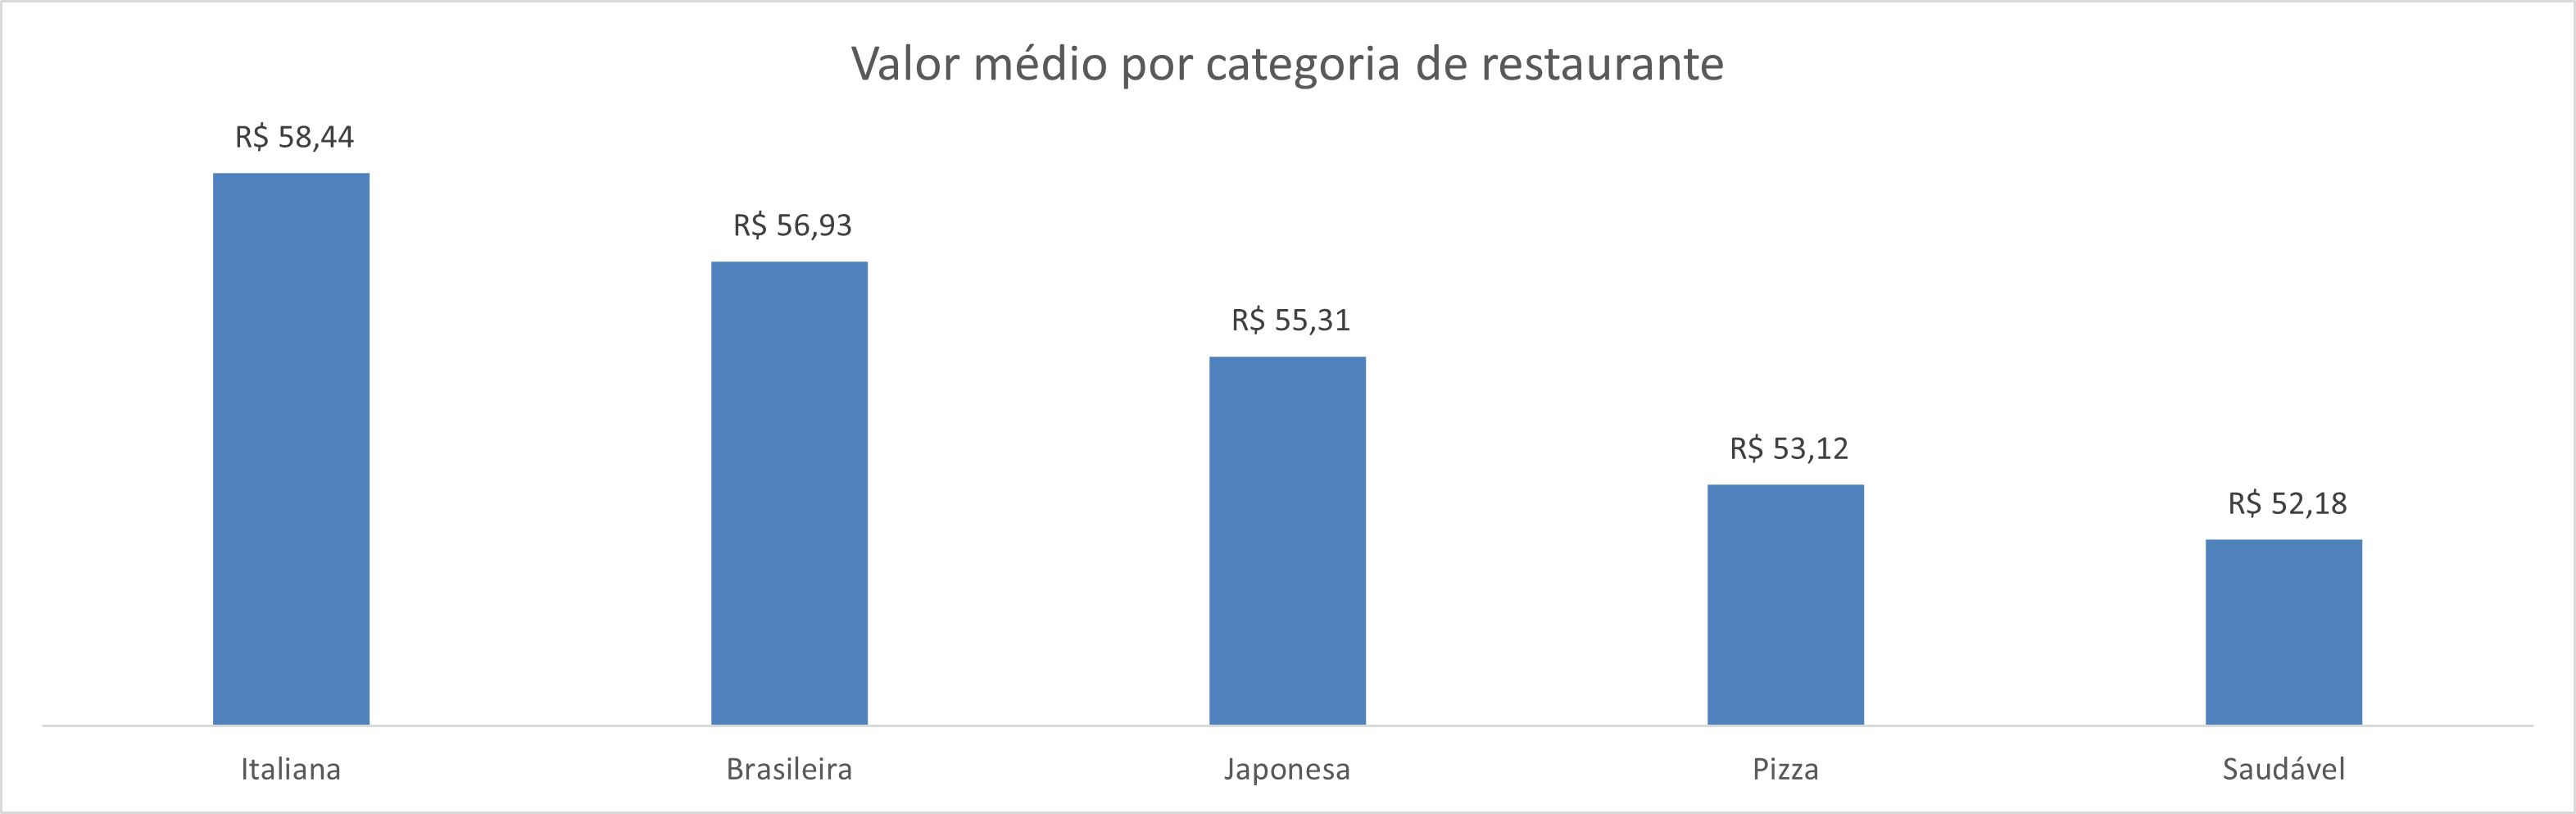 Valor médio por categoria de restaurante
R$ 58,44
R$ 56,93
R$ 55,31
R$ 53,12
R$ 52,18
Italiana
Brasileira
Japonesa
Pizza
Saudável